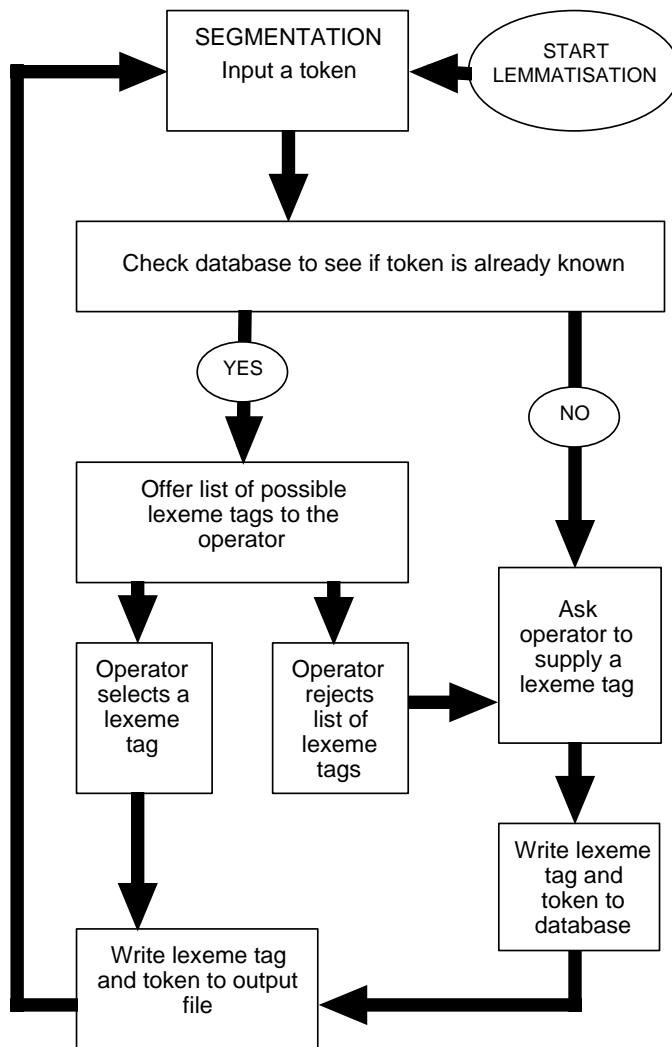 SEGMENTATION
Input a token
START
LEMMATISATION
Check database to see if token is already known
YES
NO
Offer list of possible
lexeme tags to the
operator
Ask
operator to
supply a
lexeme tag
Operator
selects a
lexeme
tag
Operator
rejects
list of
lexeme
tags
Write lexeme
tag and
token to
database
Write lexeme tag
and token to output
file